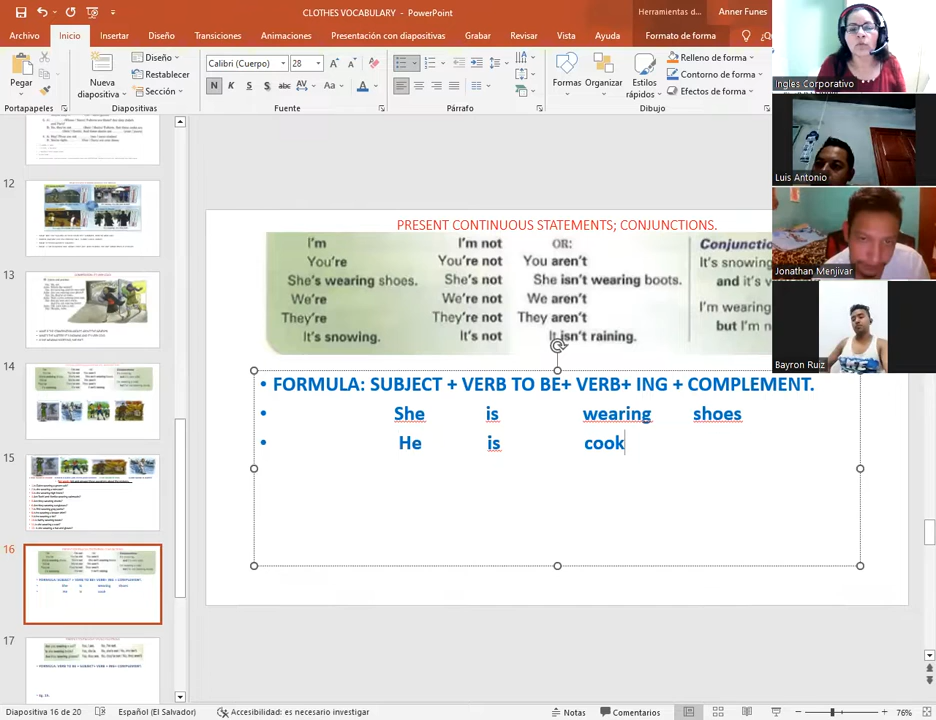 CLOTHES VOCABULARY - PowerPoint
Herramientas d...
Anner Funes
Archivo Inicio Insertar Diseño Transiciones Animaciones Presentación con diapositivas Grabar Revisar Vista Ayuda Formato de forma
Pegar
Nueva diapositiva
Diseño
Restablecer
Sección
Calibri (Cuerpo) 28
N K S abc AV Aa A
Formas Organizar Estilos rápidos
Relleno de forma
Contorno de forma
Efectos de forma
Portapapeles Diapositivas Fuente Párrafo Dibujo
Ingles Corporativo
Luis Antonio
Jonathan Menjivar
Bayron Ruiz
12
13
14
15
16
17
PRESENT CONTINUOUS STATEMENTS; CONJUNCTIONS.
I'm I'm not OR: Conjunctio
You're You're not You aren't It's snowing
She's wearing shoes. She's not She isn't wearing boots. and it's v
We're We're not We aren't I'm wearing
They're They're not They aren't but I'm n
It's snowing. It's not It isn't raining.
• FORMULA: SUBJECT + VERB TO BE+ VERB+ ING + COMPLEMENT.
• She is wearing shoes
• He is cook
Diapositiva 16 de 20 Español (El Salvador) Accesibilidad: es necesario investigar Notas Comentarios 76%